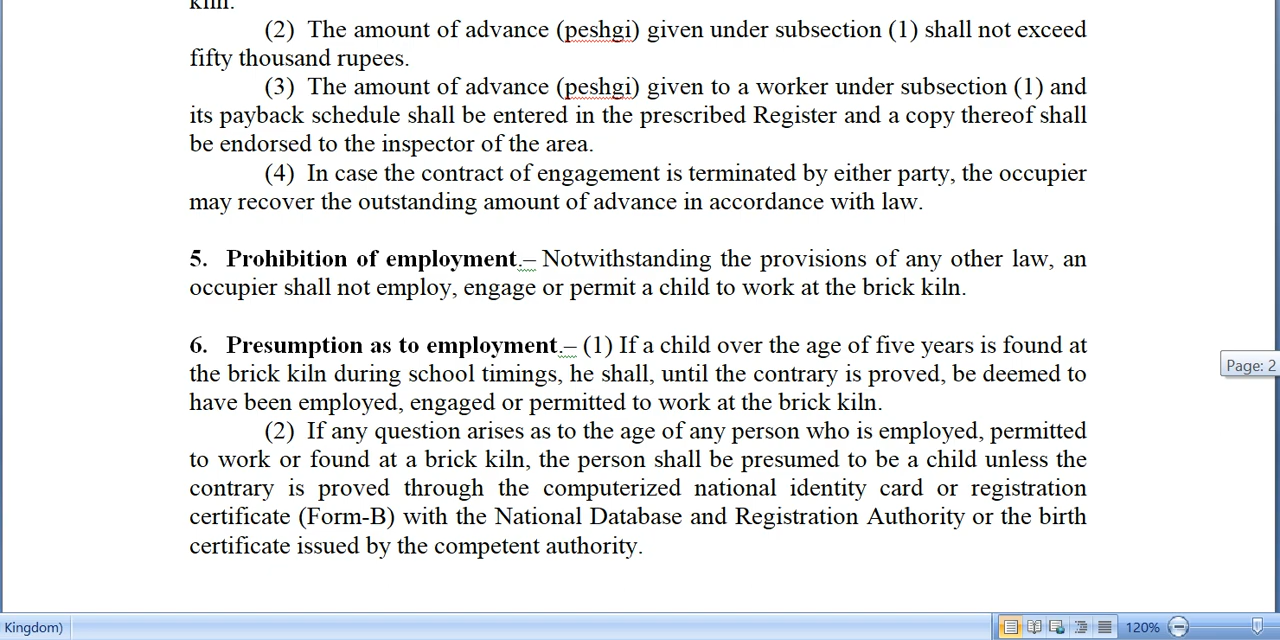 kiln.
(2) The amount of advance (peshgi) given under subsection (1) shall not exceed
fifty thousand rupees.
(3) The amount of advance (peshgi) given to a worker under subsection (1) and
its payback schedule shall be entered in the prescribed Register and a copy thereof shall
be endorsed to the inspector of the area.
(4) In case the contract of engagement is terminated by either party, the occupier
may recover the outstanding amount of advance in accordance with law.
5. Prohibition of employment.– Notwithstanding the provisions of any other law, an
occupier shall not employ, engage or permit a child to work at the brick kiln.
6. Presumption as to employment.– (1) If a child over the age of five years is found at
the brick kiln during school timings, he shall, until the contrary is proved, be deemed to
have been employed, engaged or permitted to work at the brick kiln.
Page: 2
(2) If any question arises as to the age of any person who is employed, permitted
to work or found at a brick kiln, the person shall be presumed to be a child unless the
contrary is proved through the computerized national identity card or registration
certificate (Form-B) with the National Database and Registration Authority or the birth
certificate issued by the competent authority.
Kingdom)
120%